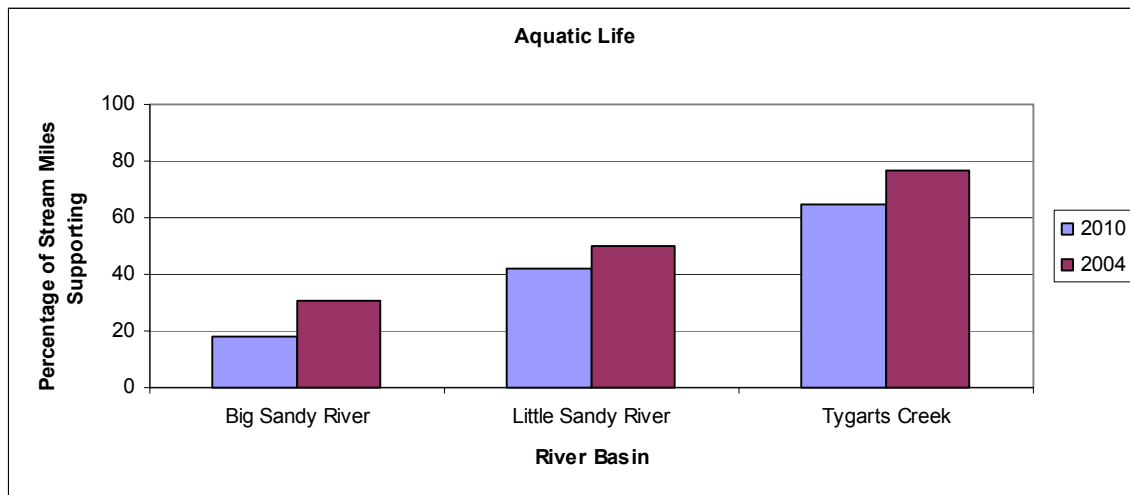 Aquatic Life
Percentage of Stream Miles
Supporting
100
80
60
40
20
0
Big Sandy River
Little Sandy River
Tygarts Creek
River Basin
2010
2004